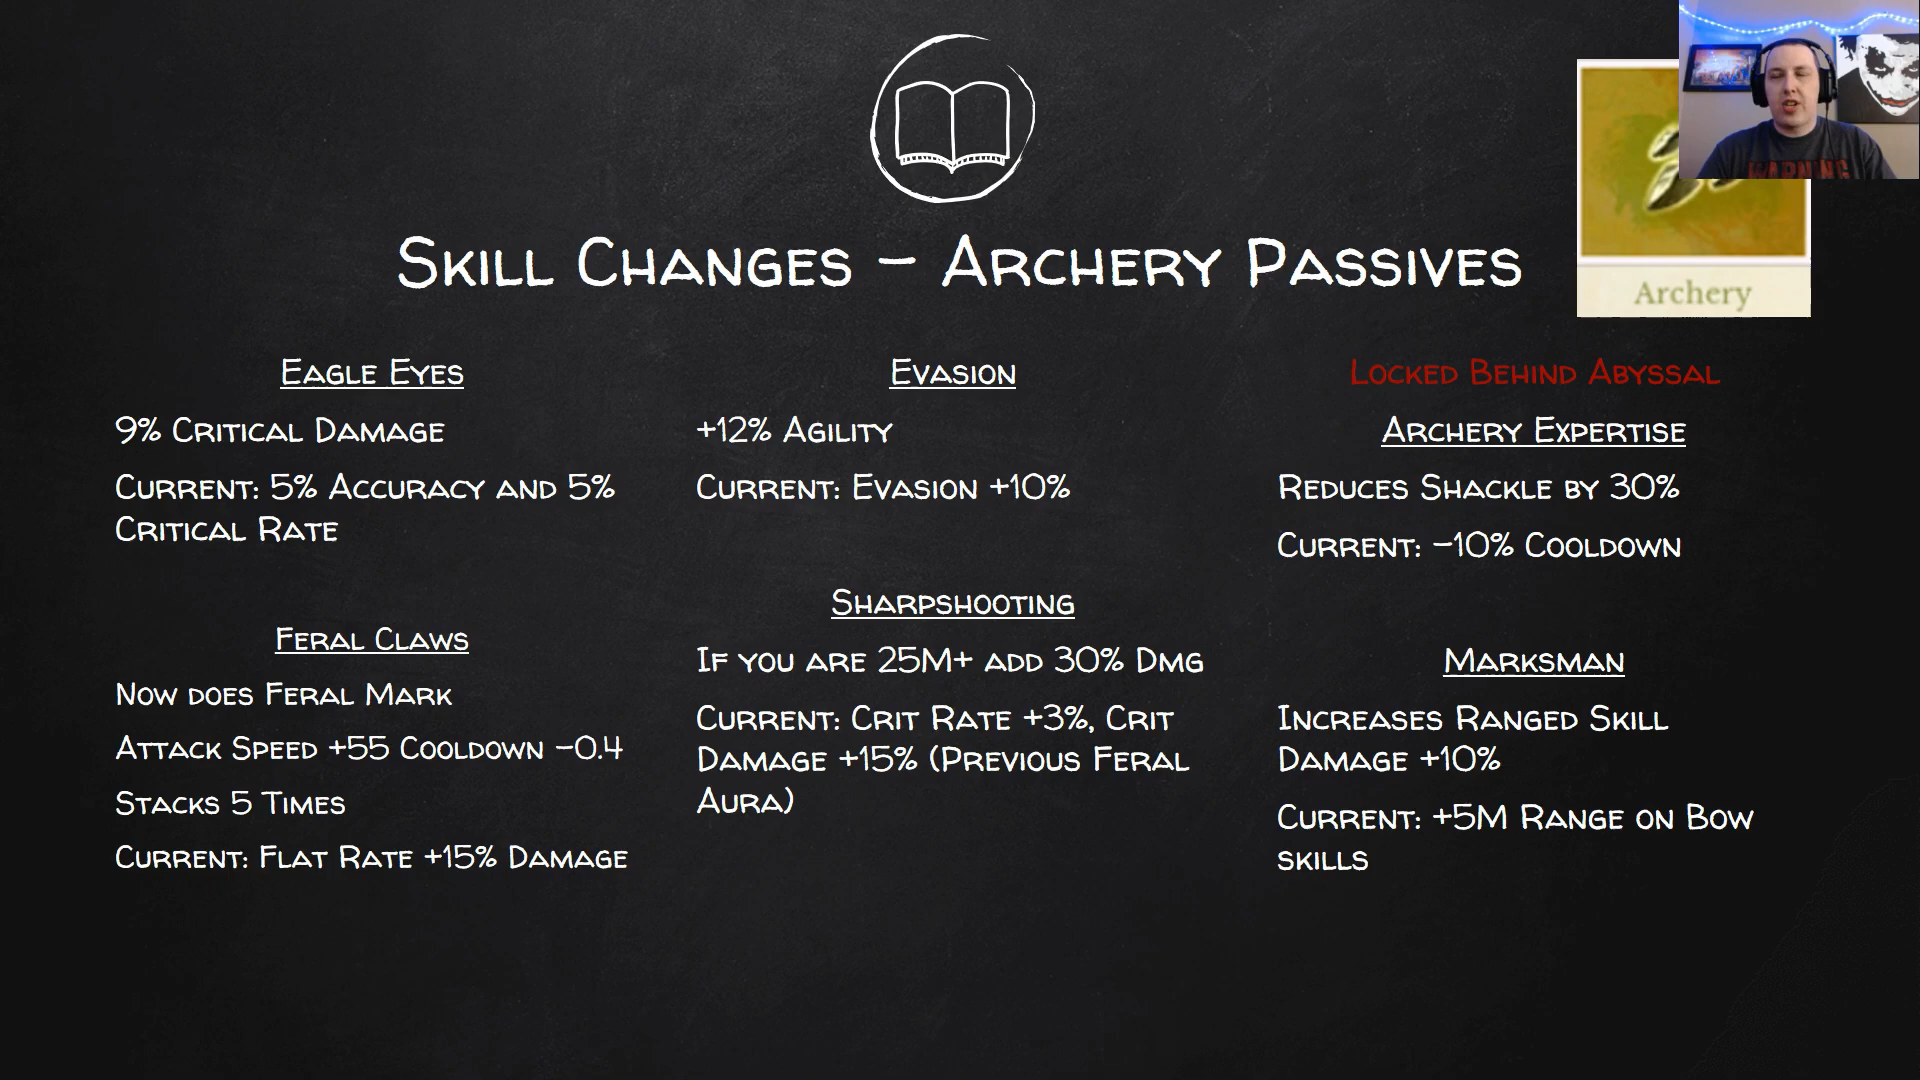 Skill Changes – Archery Passives
Archery
WARNING
Eagle Eyes
9% Critical Damage
Current: 5% Accuracy and 5%
Critical Rate
Feral Claws
Now does Feral Mark
Attack Speed +55 Cooldown -0.4
Stacks 5 Times
Current: Flat Rate +15% Damage
Evasion
+12% Agility
Current: Evasion +10%
Sharpshooting
If you are 25M+ add 30% Dmg
Current: Crit Rate +3%, Crit
Damage +15% (Previous Feral
Aura)
Locked Behind Abyssal
Archery Expertise
Reduces Shackle by 30%
Current: -10% Cooldown
Marksman
Increases Ranged Skill
Damage +10%
Current: +5M Range on Bow
skills